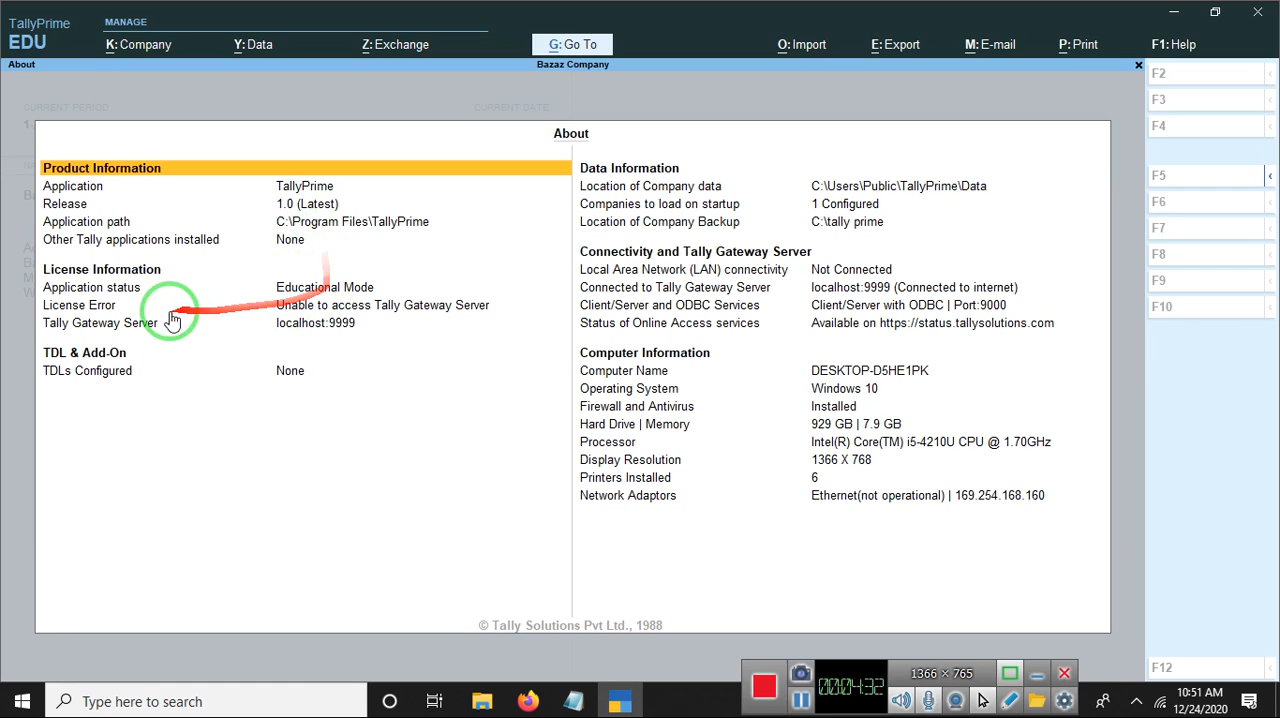 TallyPrime
EDU
MANAGE
K: Company
Y: Data
Z: Exchange
G: Go To
O: Import
E: Export
M: E-mail
P: Print
F1: Help
About
Bazaz Company
CURRENT PERIOD
CURRENT DATE
About
Product Information
Application TallyPrime
Release 1.0 (Latest)
Application path C:\Program Files\TallyPrime
Other Tally applications installed None
License Information
Application status Educational Mode
License Error Unable to access Tally Gateway Server
Tally Gateway Server localhost:9999
TDL & Add-On
TDLs Configured None
Data Information
Location of Company data C:\Users\Public\TallyPrime\Data
Companies to load on startup 1 Configured
Location of Company Backup C:\tally prime
Connectivity and Tally Gateway Server
Local Area Network (LAN) connectivity Not Connected
Connected to Tally Gateway Server localhost:9999 (Connected to internet)
Client/Server and ODBC Services Client/Server with ODBC | Port:9000
Status of Online Access services Available on https://status.tallysolutions.com
Computer Information
Computer Name DESKTOP-D5HE1PK
Operating System Windows 10
Firewall and Antivirus Installed
Hard Drive | Memory 929 GB | 7.9 GB
Processor Intel(R) Core(TM) i5-4210U CPU @ 1.70GHz
Display Resolution 1366 X 768
Printers Installed 6
Network Adaptors Ethernet(not operational) | 169.254.168.160
© Tally Solutions Pvt Ltd., 1988
F2
F3
F4
F5
F6
F7
F8
F9
F10
F12
000:04:32
1366 × 765
Type here to search
10:51 AM
12/24/2020